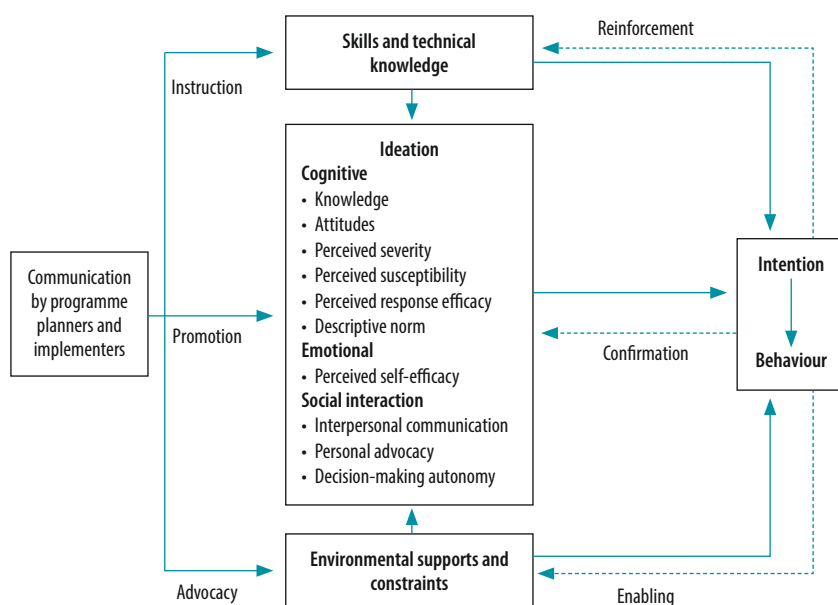 Skills and technical
knowledge
Reinforcement
Instruction
Ideation
Cognitive
• Knowledge
• Attitudes
• Perceived severity
• Perceived susceptibility
• Perceived response efficacy
• Descriptive norm
Emotional
• Perceived self-efficacy
Social interaction
• Interpersonal communication
• Personal advocacy
• Decision-making autonomy
Communication
by programme
planners and
implementers
Promotion
Intention
Behaviour
Confirmation
Environmental supports and
constraints
Advocacy
Enabling